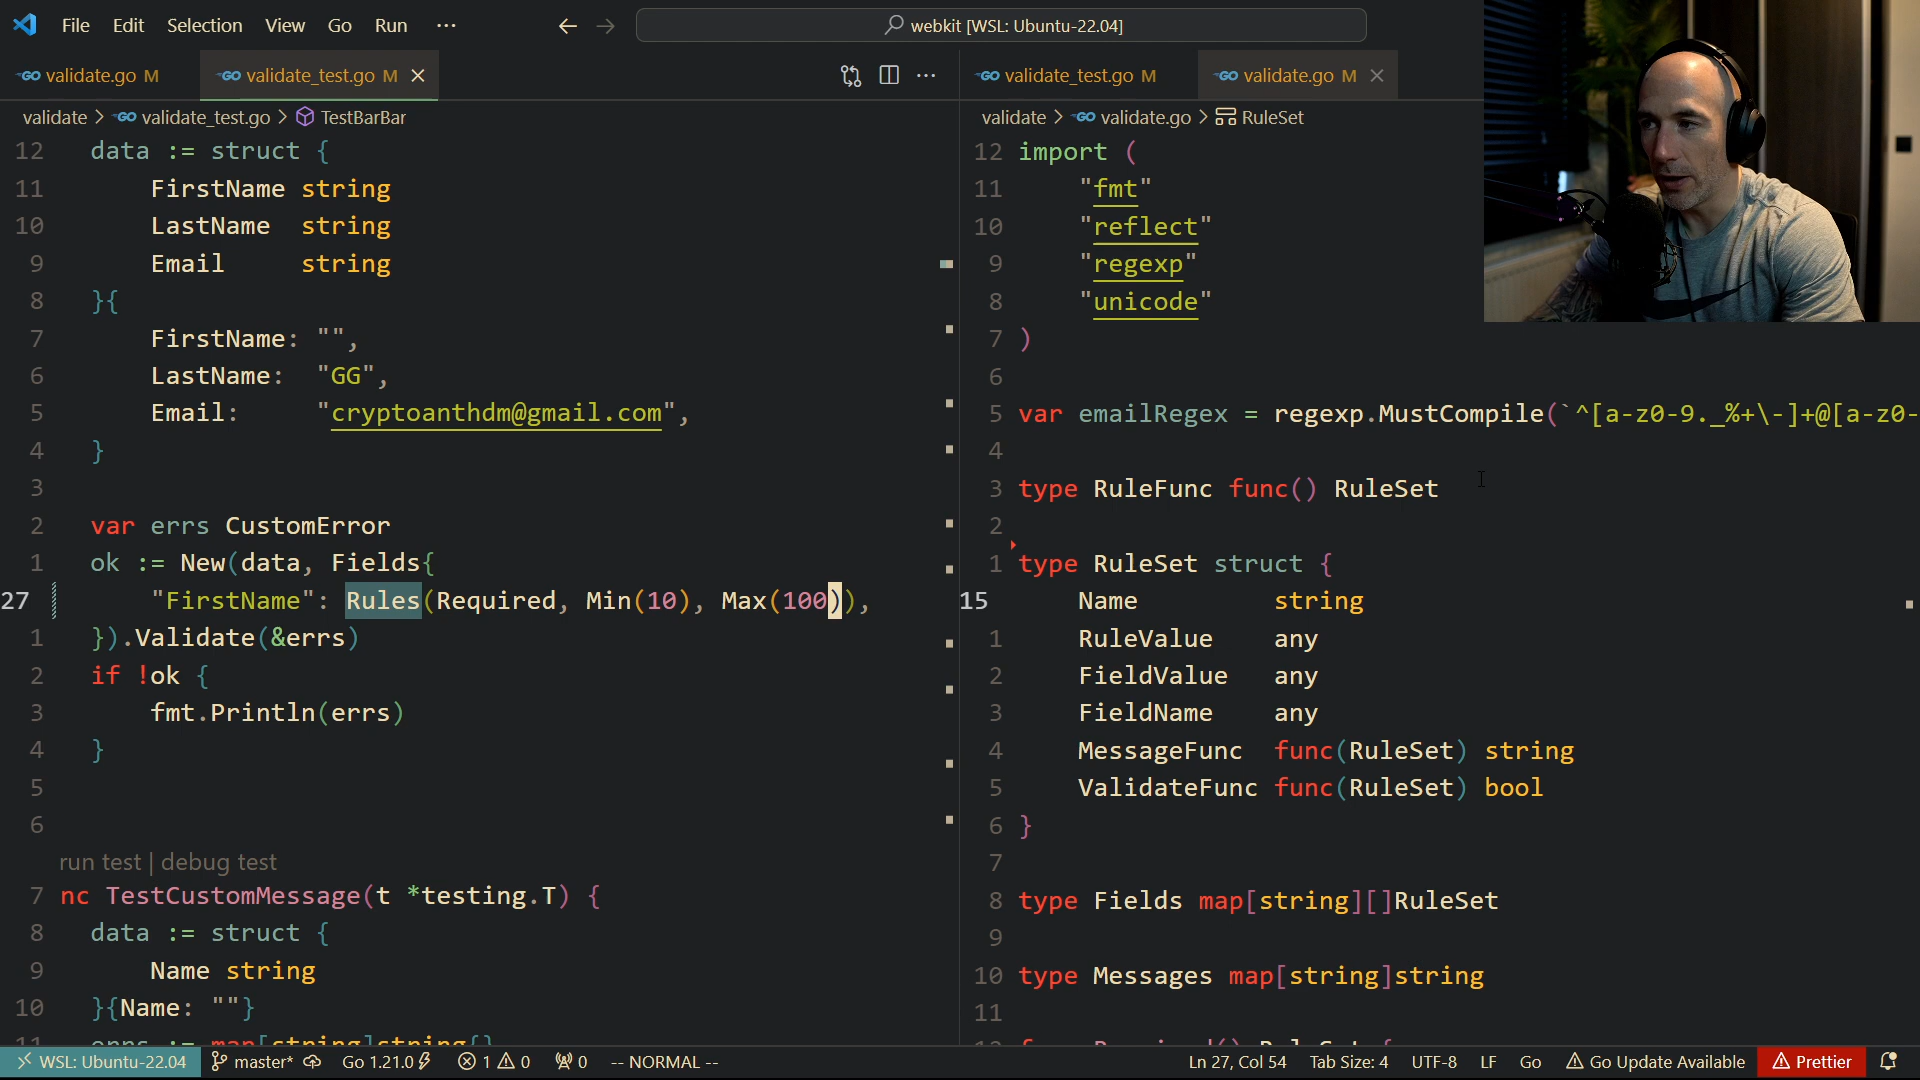 File Edit Selection View Go Run ···
webkit [WSL: Ubuntu-22.04]
validate.go M
validate_test.go M
validate_test.go M
validate.go M
validate > validate_test.go > TestBarBar
12 data := struct {
11 FirstName string
10 LastName string
9 Email string
8 }{
7 FirstName: "",
6 LastName: "GG",
5 Email: "cryptoanthdm@gmail.com",
4 }
3
2 var errs CustomError
1 ok := New(data, Fields{
27 "FirstName": Rules(Required, Min(10), Max(100)),
1 }).Validate(&errs)
2 if !ok {
3 fmt.Println(errs)
4 }
5
6
run test | debug test
7 nc TestCustomMessage(t *testing.T) {
8 data := struct {
9 Name string
10 }{Name: ""}
11 errs := map[string]string{}
validate > validate.go > RuleSet
12 import (
11 "fmt"
10 "reflect"
9 "regexp"
8 "unicode"
7 )
6
5 var emailRegex = regexp.MustCompile(`^[a-z0-9._%+\-]+@[a-z0-
4
3 type RuleFunc func() RuleSet
2
1 type RuleSet struct {
15 Name string
1 RuleValue any
2 FieldValue any
3 FieldName any
4 MessageFunc func(RuleSet) string
5 ValidateFunc func(RuleSet) bool
6 }
7
8 type Fields map[string][]RuleSet
9
10 type Messages map[string]string
11
12 func Required() RuleSet {
WSL: Ubuntu-22.04 master* Go 1.21.0 1 0 0 -- NORMAL -- Ln 27, Col 54 Tab Size: 4 UTF-8 LF Go Go Update Available Prettier